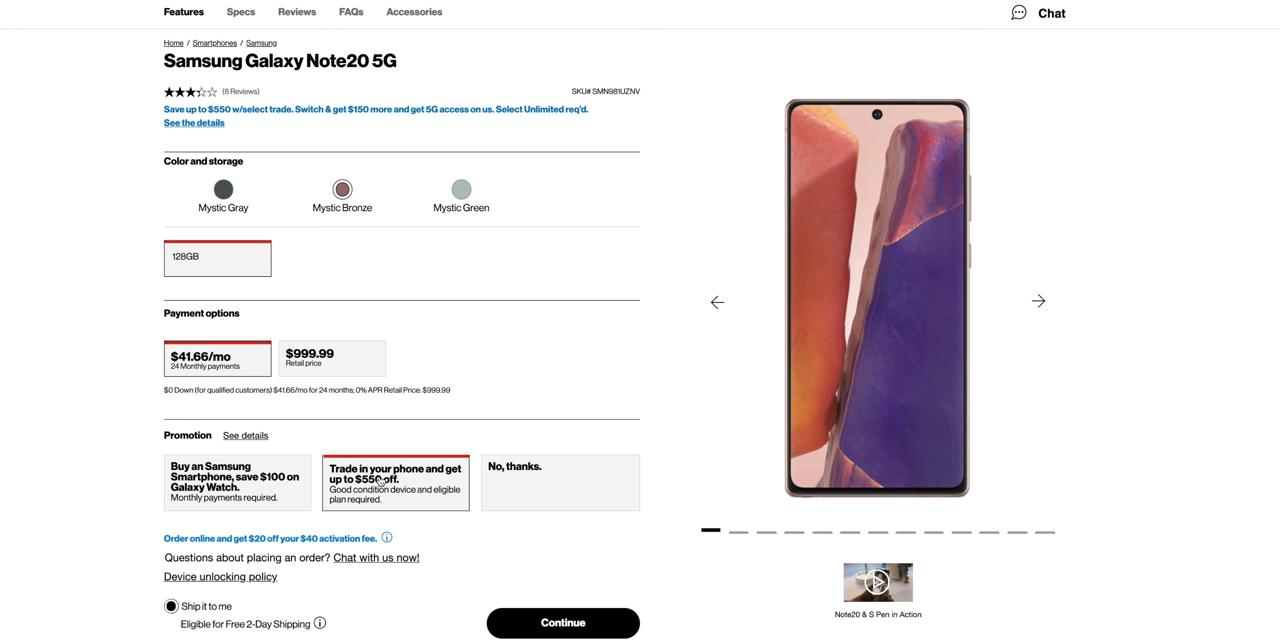 Features Specs Reviews FAQs Accessories Chat
Home / Smartphones / Samsung
Samsung Galaxy Note20 5G
(8 Reviews) SKU# SMN981UZNV
Save up to $550 w/select trade. Switch & get $150 more and get 5G access on us. Select Unlimited req'd.
See the details
Color and storage
Mystic Gray Mystic Bronze Mystic Green
128GB
Payment options
$41.66/mo
24 Monthly payments
$999.99
Retail price
$0 Down (for qualified customers) $41.66/mo for 24 months; 0% APR Retail Price: $999.99
Promotion See details
Buy an Samsung
Smartphone, save $100 on
Galaxy Watch.
Monthly payments required.
Trade in your phone and get
up to $550 off.
Good condition device and eligible
plan required.
No, thanks.
Order online and get $20 off your $40 activation fee.
Questions about placing an order? Chat with us now!
Device unlocking policy
Ship it to me
Eligible for Free 2-Day Shipping
Continue
Note20 & S Pen in Action